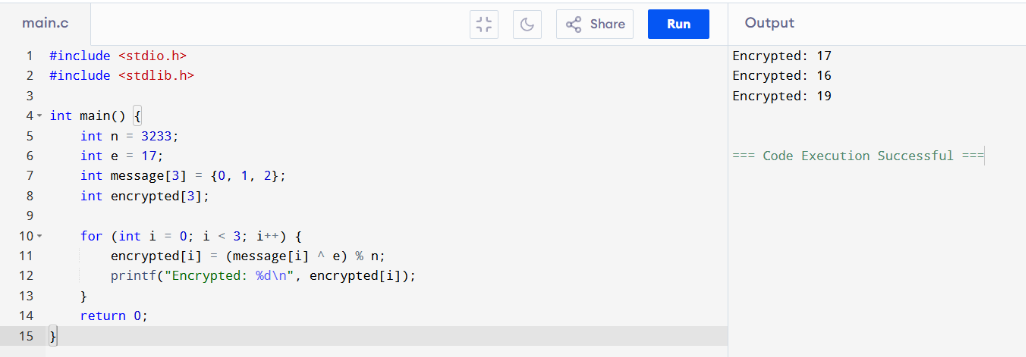 main.c Share Run Output
1 #include <stdio.h>
2 #include <stdlib.h>
3
4 int main() {
5     int n = 3233;
6     int e = 17;
7     int message[3] = {0, 1, 2};
8     int encrypted[3];
9
10     for (int i = 0; i < 3; i++) {
11         encrypted[i] = (message[i] ^ e) % n;
12         printf("Encrypted: %d\n", encrypted[i]);
13     }
14     return 0;
15 }
Encrypted: 17
Encrypted: 16
Encrypted: 19
=== Code Execution Successful ===